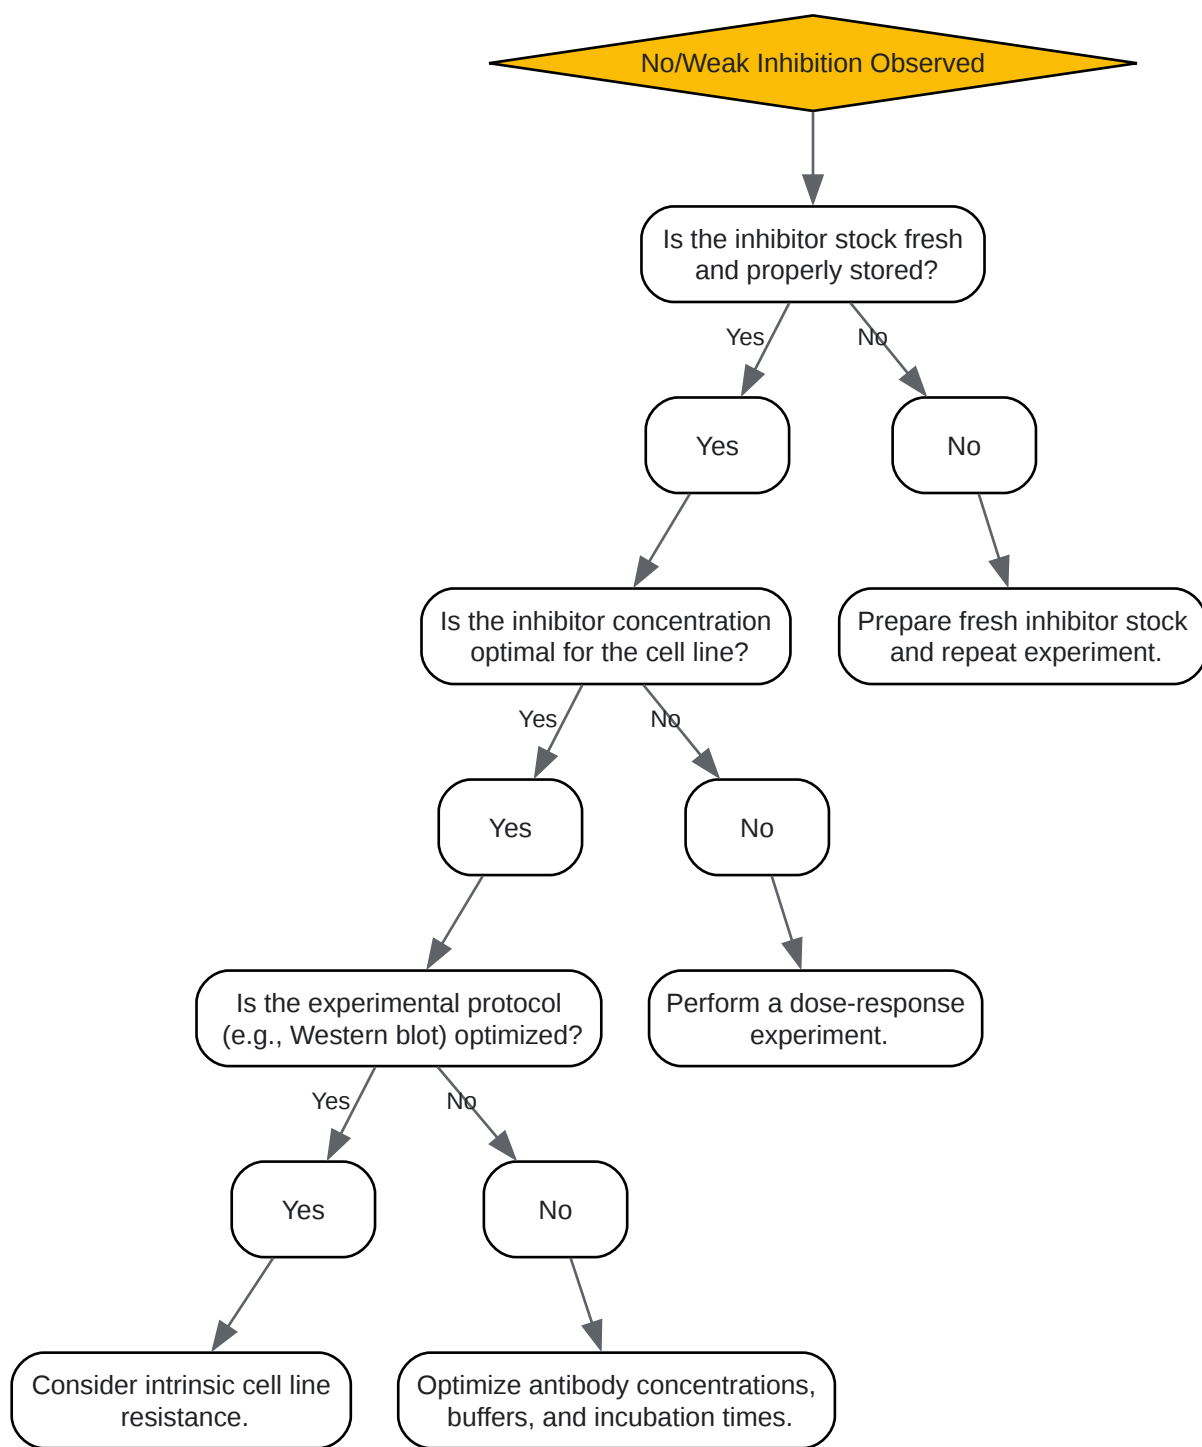 No/Weak Inhibition Observed
Is the inhibitor stock fresh
and properly stored?
Yes
No
Yes
No
Is the inhibitor concentration
optimal for the cell line?
Prepare fresh inhibitor stock
and repeat experiment.
Yes
No
Yes
No
Is the experimental protocol
(e.g., Western blot) optimized?
Perform a dose-response
experiment.
Yes
No
Yes
No
Consider intrinsic cell line
resistance.
Optimize antibody concentrations,
buffers, and incubation times.